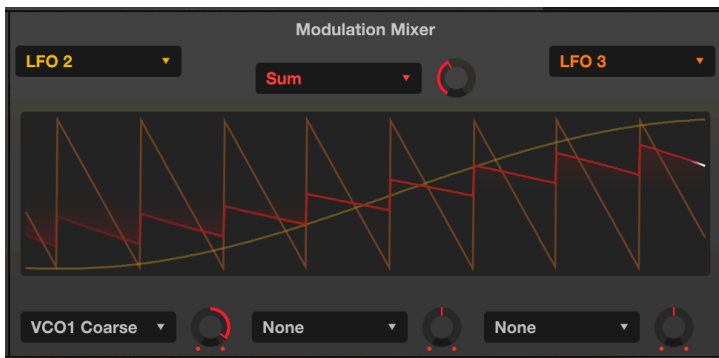 Modulation Mixer
LFO 2
Sum
LFO 3
VCO1 Coarse
None
None